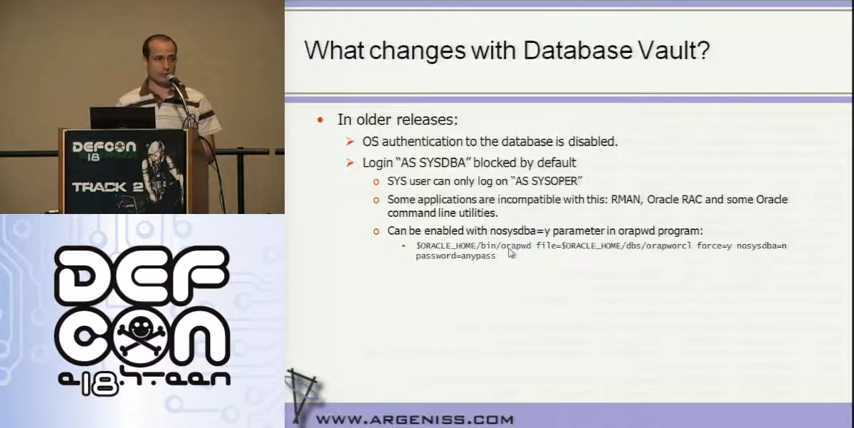 What changes with Database Vault?
In older releases:
OS authentication to the database is disabled.
Login “AS SYSDBA” blocked by default
SYS user can only log on “AS SYSOPER”
Some applications are incompatible with this: RMAN, Oracle RAC and some Oracle
command line utilities.
Can be enabled with nosysdba=y parameter in orapwd program:
$ORACLE_HOME/bin/orapwd file=$ORACLE_HOME/dbs/orapworcl force=y nosysdba=n
password=anypass
WWW.ARGENISS.COM
DEFCON
18
TRACK 2
DEF
CON
e18.hteen